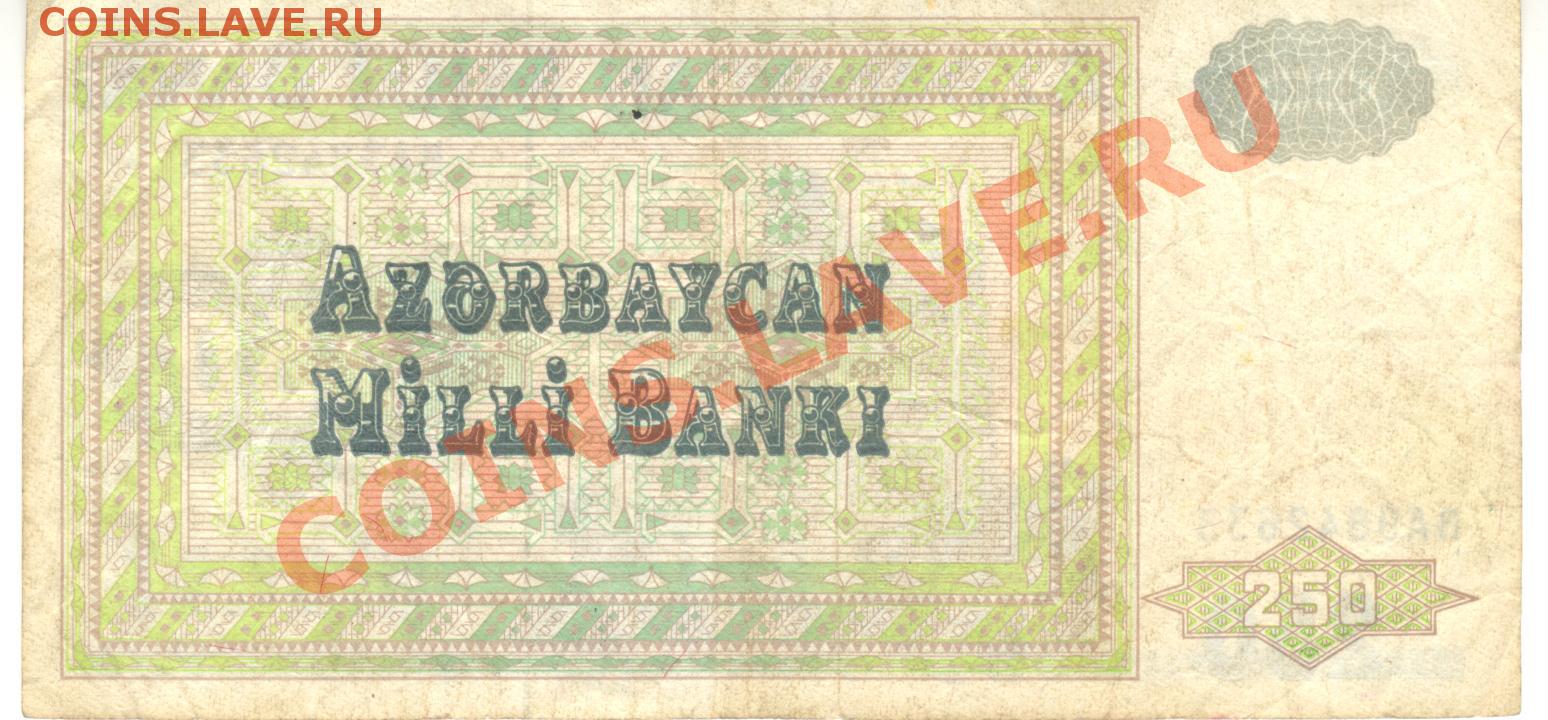 COINS.LAVE.RU
AZƏRBAYCAN
MİLLİ BANKI
COINS.LAVE.RU
250